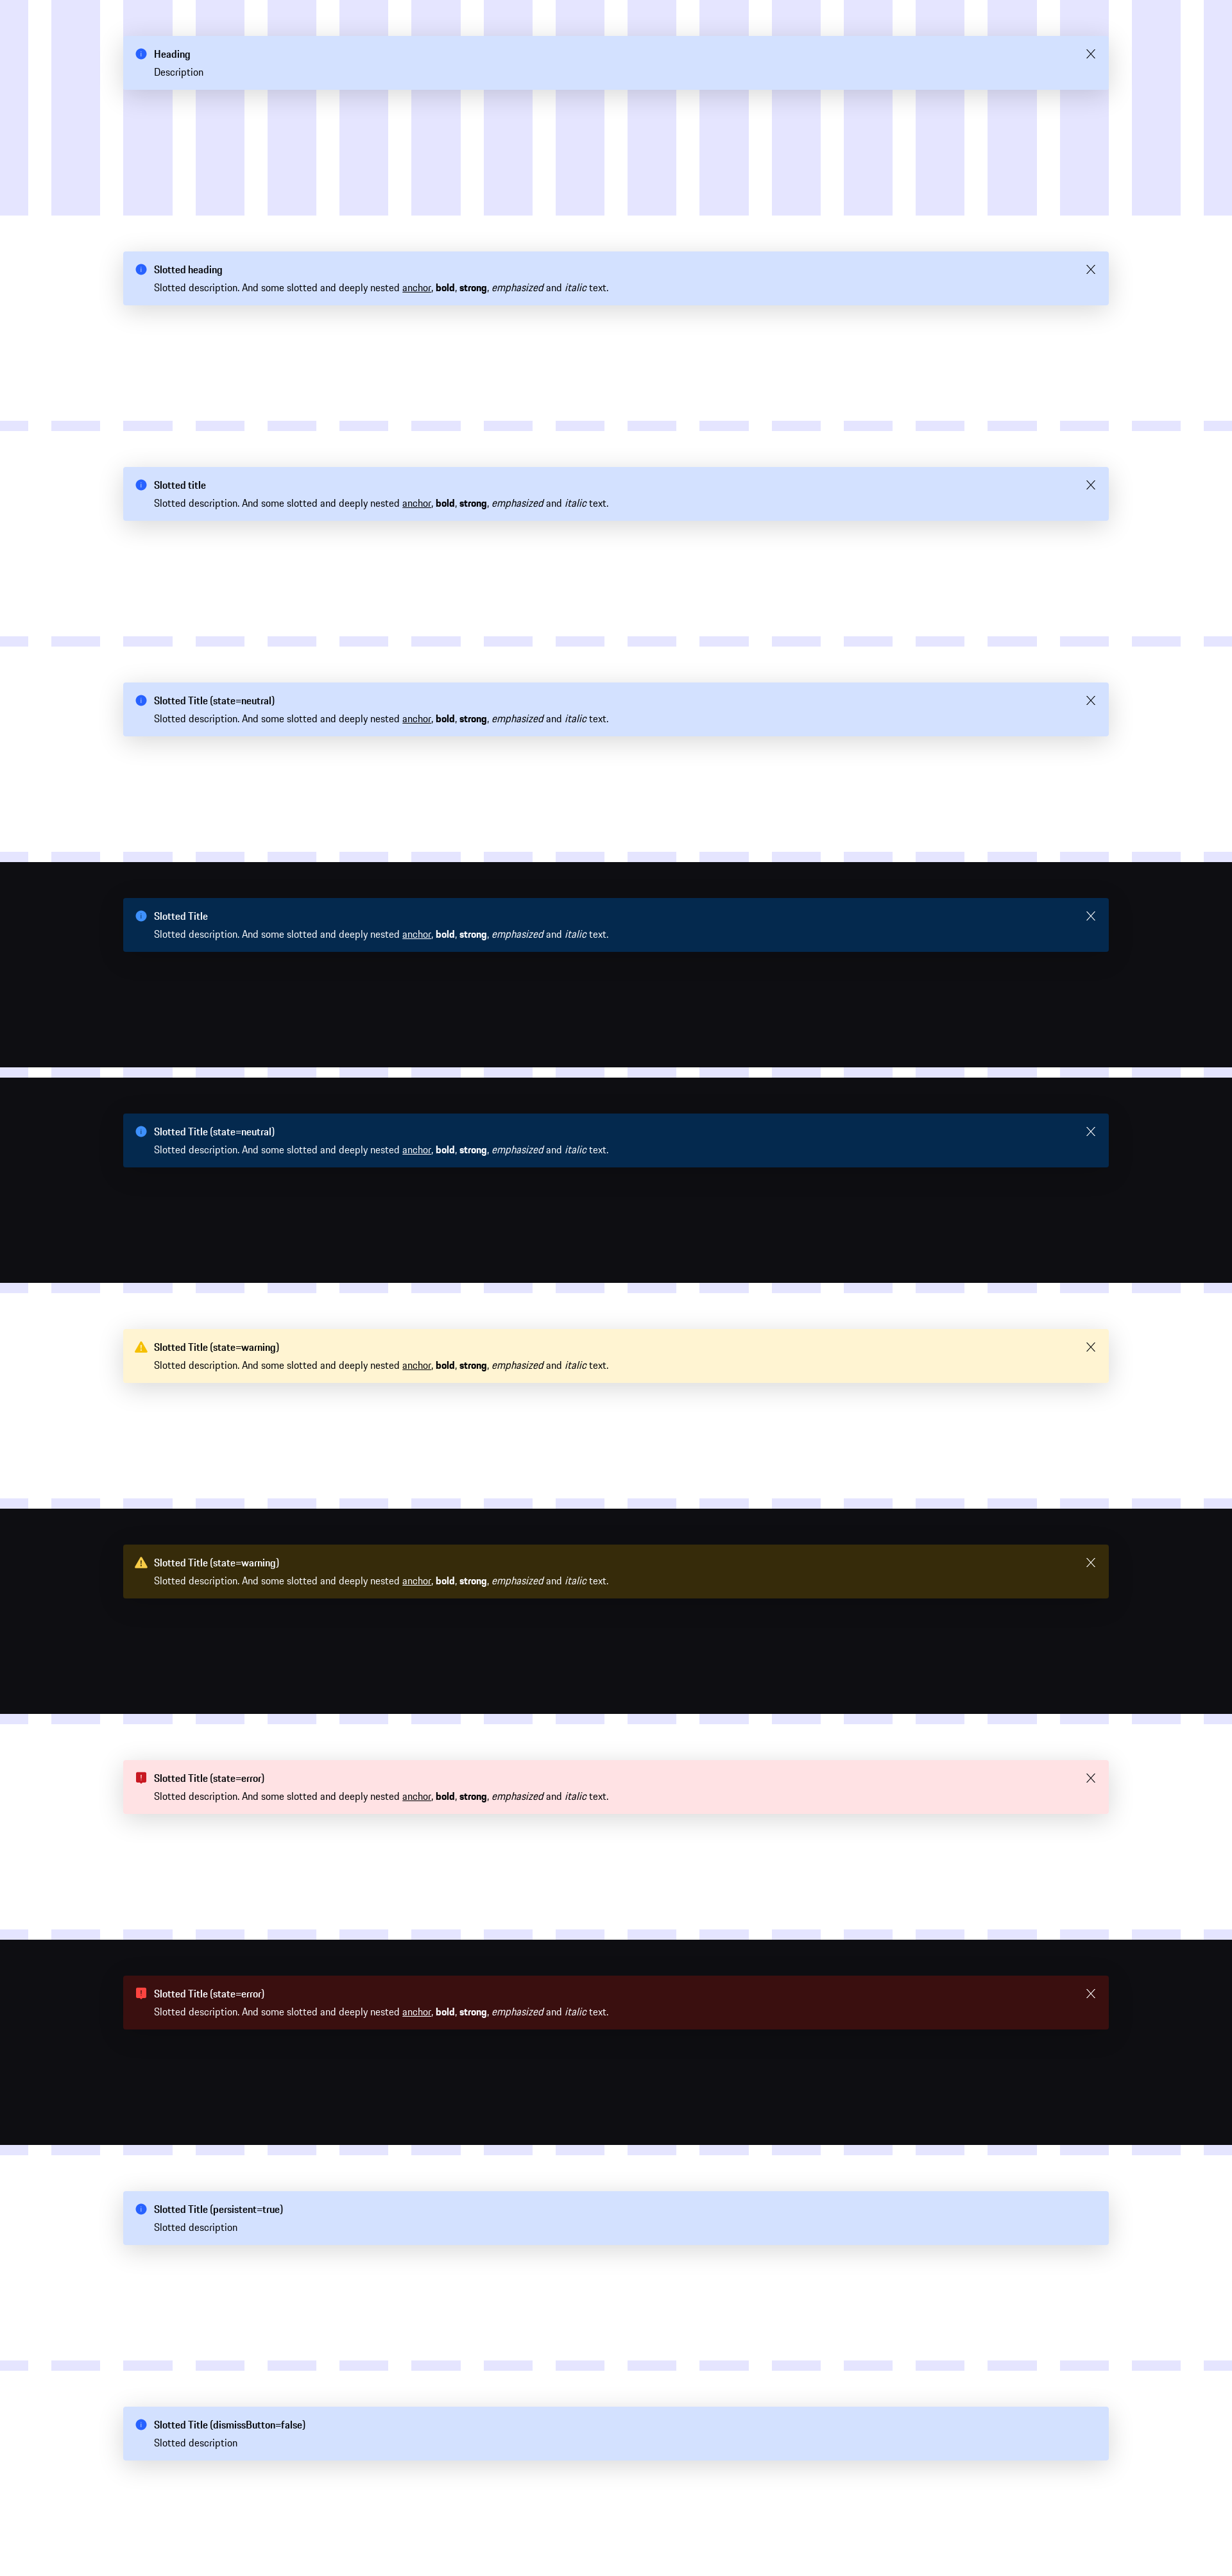 Heading
Description
Slotted heading
Slotted description. And some slotted and deeply nested anchor, bold, strong, emphasized and italic text.
Slotted title
Slotted description. And some slotted and deeply nested anchor, bold, strong, emphasized and italic text.
Slotted Title (state=neutral)
Slotted description. And some slotted and deeply nested anchor, bold, strong, emphasized and italic text.
Slotted Title
Slotted description. And some slotted and deeply nested anchor, bold, strong, emphasized and italic text.
Slotted Title (state=neutral)
Slotted description. And some slotted and deeply nested anchor, bold, strong, emphasized and italic text.
Slotted Title (state=warning)
Slotted description. And some slotted and deeply nested anchor, bold, strong, emphasized and italic text.
Slotted Title (state=warning)
Slotted description. And some slotted and deeply nested anchor, bold, strong, emphasized and italic text.
Slotted Title (state=error)
Slotted description. And some slotted and deeply nested anchor, bold, strong, emphasized and italic text.
Slotted Title (state=error)
Slotted description. And some slotted and deeply nested anchor, bold, strong, emphasized and italic text.
Slotted Title (persistent=true)
Slotted description
Slotted Title (dismissButton=false)
Slotted description